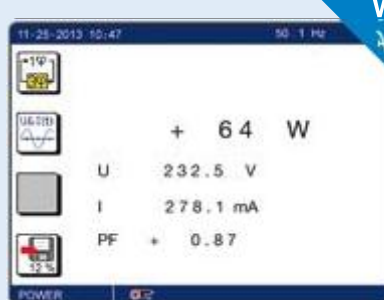 11-25-2013 10:47 50.1 Hz
+1Φ
U&I(t)
+ 64 W
U 232.5 V
I 278.1 mA
PF + 0.87
12%
POWER